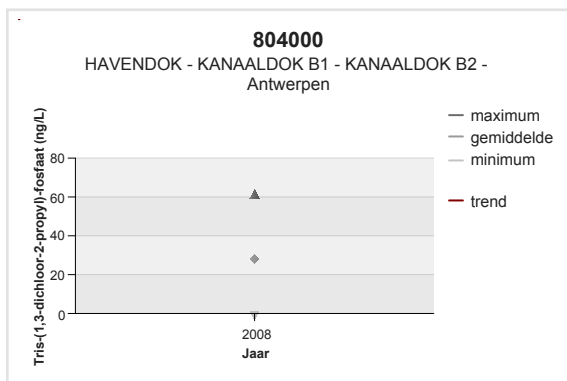 804000
HAVENDOK - KANAALDOK B1 - KANAALDOK B2 -
Antwerpen
Tris-(1,3-dichloor-2-propyl)-fosfaat (ng/L)
80
60
40
20
0
2008
Jaar
maximum
gemiddelde
minimum
trend